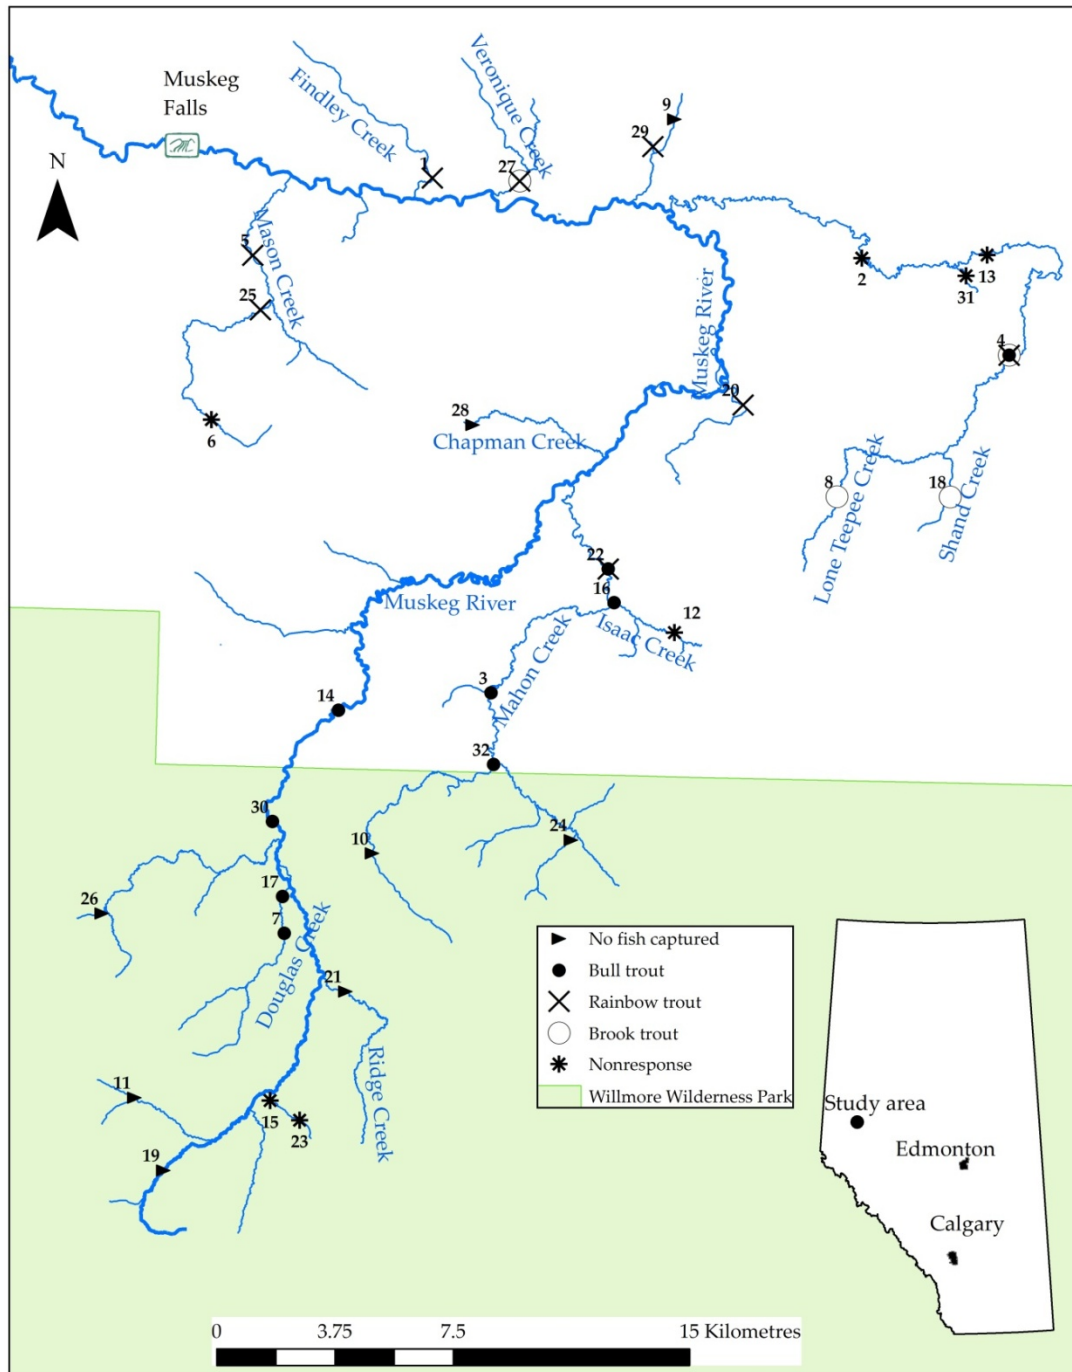 Muskeg
Falls
Findley Creek
Veronique Creek
N
9
29
1
27
5
Mason Creek
25
6
2
31
13
4
Muskeg River
20
28
Chapman Creek
8
Lone Teepee Creek
18
Shand Creek
22
16
12
Isaac Creek
Muskeg River
Mahon Creek
3
14
32
30
10
24
26
17
7
Douglas Creek
21
Ridge Creek
11
15
23
19
No fish captured
Bull trout
Rainbow trout
Brook trout
Nonresponse
Willmore Wilderness Park
Study area
Edmonton
Calgary
0 3.75 7.5 15 Kilometres